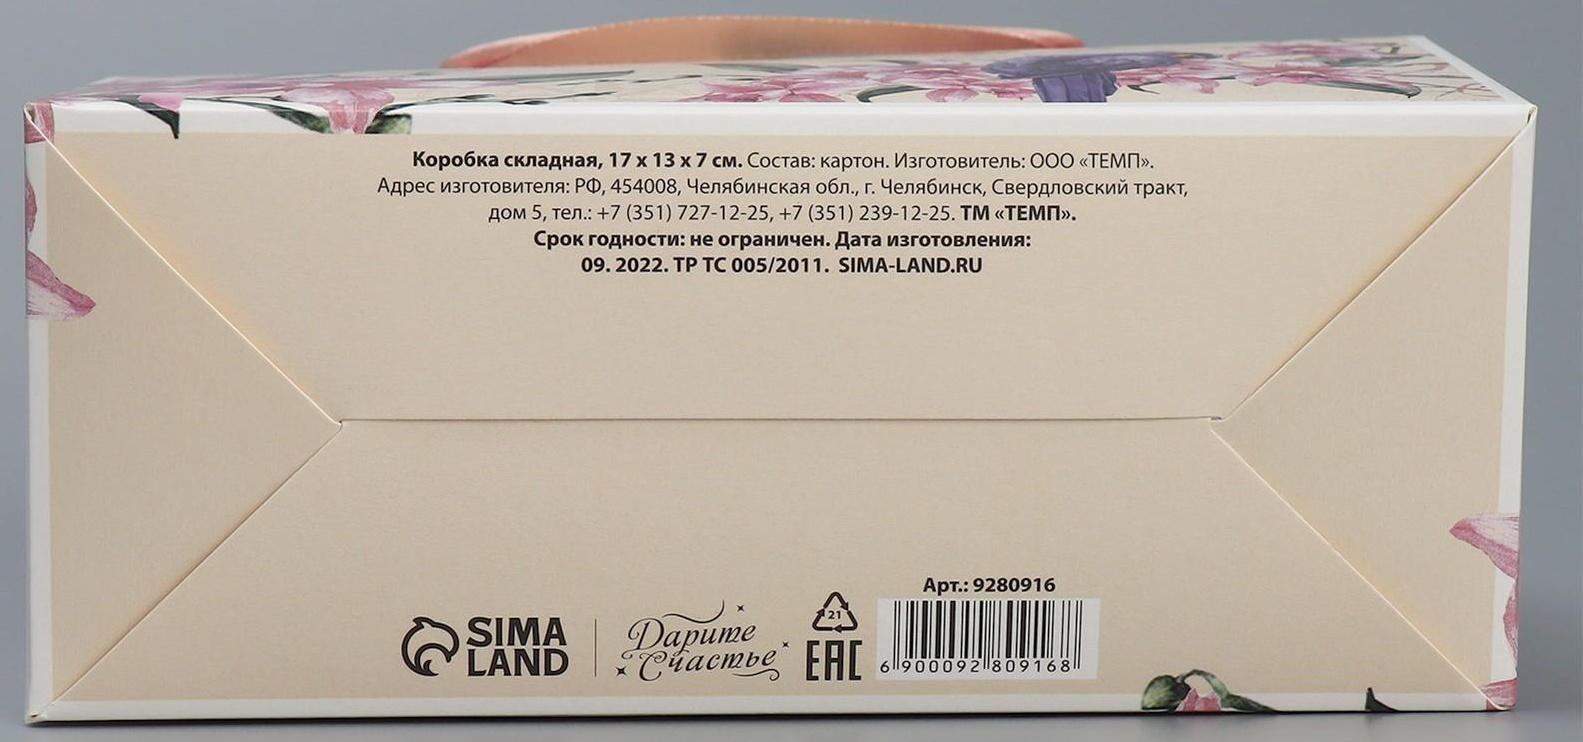 Коробка складная, 17 x 13 x 7 см. Состав: картон. Изготовитель: ООО «ТЕМП».
Адрес изготовителя: РФ, 454008, Челябинская обл., г. Челябинск, Свердловский тракт,
дом 5, тел.: +7 (351) 727-12-25, +7 (351) 239-12-25. ТМ «ТЕМП».
Срок годности: не ограничен. Дата изготовления:
09. 2022. ТР ТС 005/2011. SIMA-LAND.RU
SIMA
LAND
Дарите
Счастье
21
EAC
Арт.: 9280916
6 900092 809168